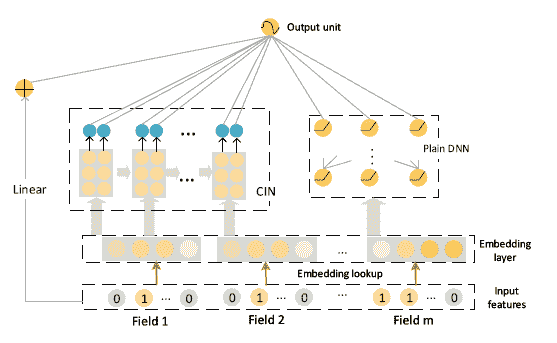 Output unit
Plain DNN
...
Linear
...
CIN
Embedding layer
...
Embedding lookup
0 1 ... 0 0 1 ... 0 ... 1 1 ... 0
Input features
Field 1 Field 2 Field m